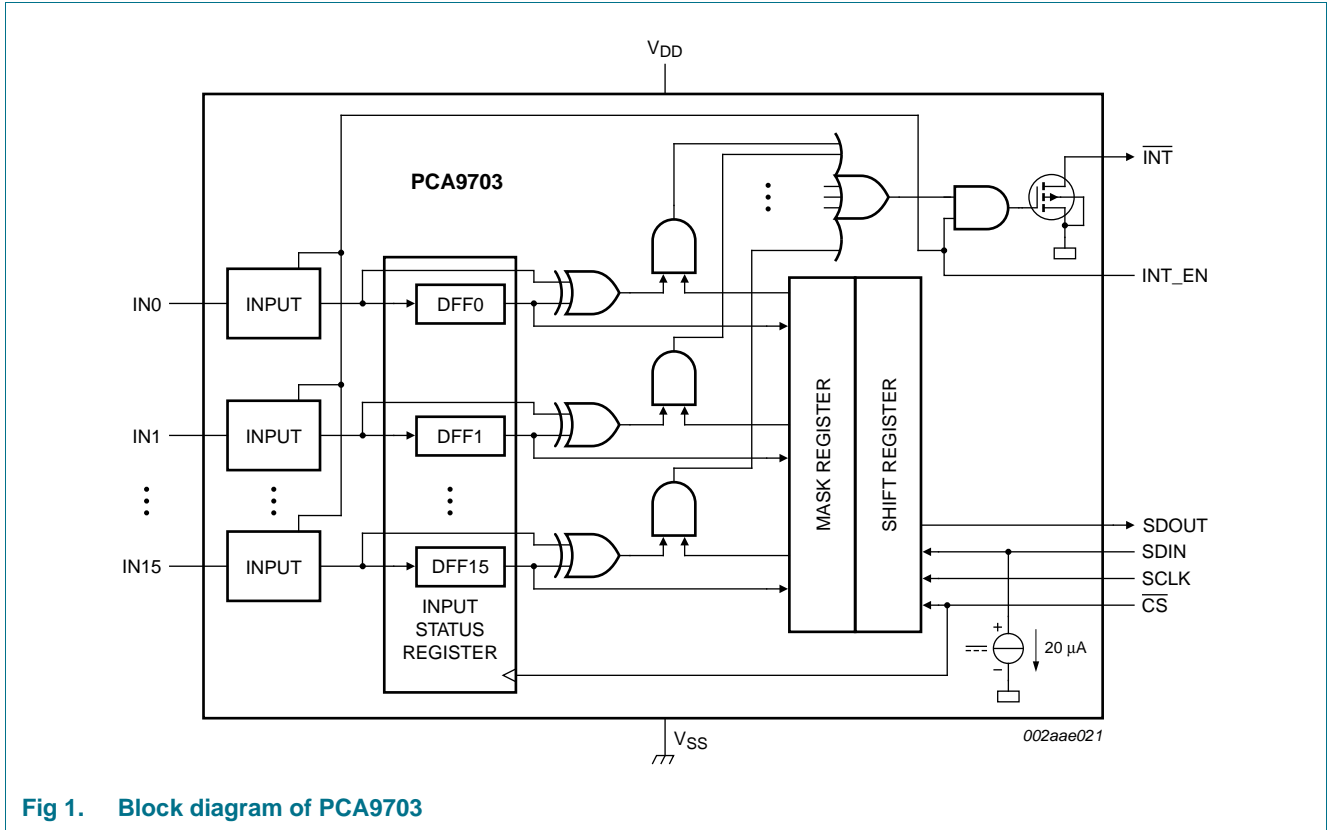 VDD
PCA9703
INT
INT_EN
IN0
INPUT
DFF0
IN1
INPUT
DFF1
IN15
INPUT
DFF15
INPUT
STATUS
REGISTER
MASK REGISTER
SHIFT REGISTER
SDOUT
SDIN
SCLK
CS
+
20 μA
−
VSS
002aae021
Fig 1. Block diagram of PCA9703